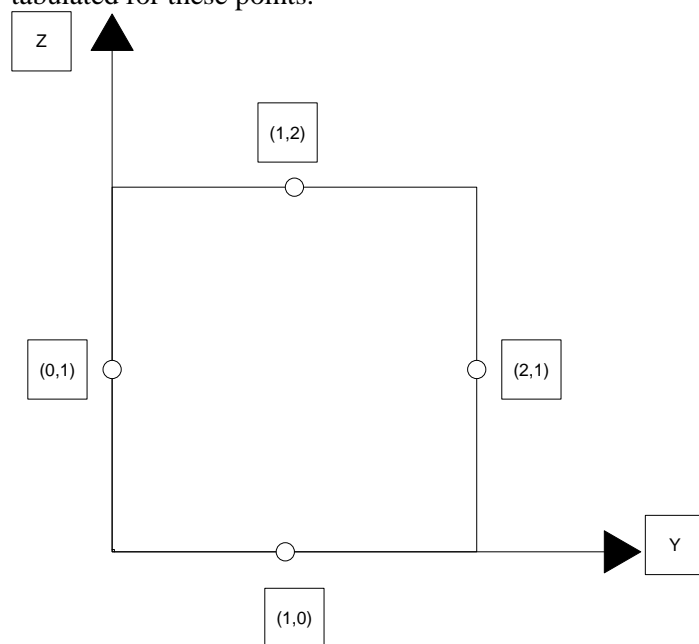 tabulated for these points.
Z
(1,2)
(0,1)
(2,1)
Y
(1,0)